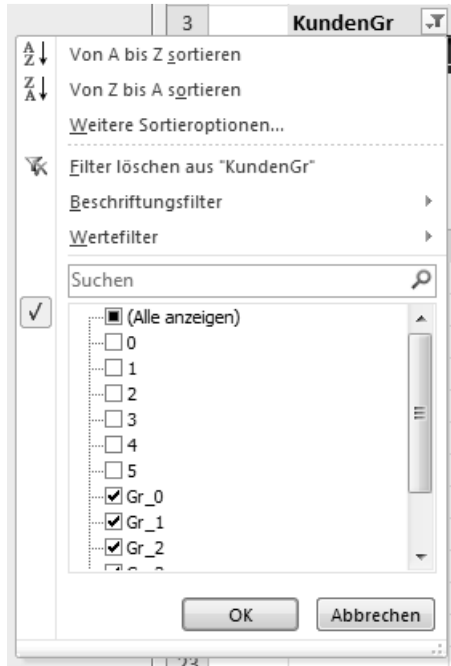 3 KundenGr
Von A bis Z sortieren
Von Z bis A sortieren
Weitere Sortieroptionen...
Filter löschen aus "KundenGr"
Beschriftungsfilter
Wertefilter
Suchen
(Alle anzeigen)
0
1
2
3
4
5
Gr_0
Gr_1
Gr_2
OK Abbrechen
23